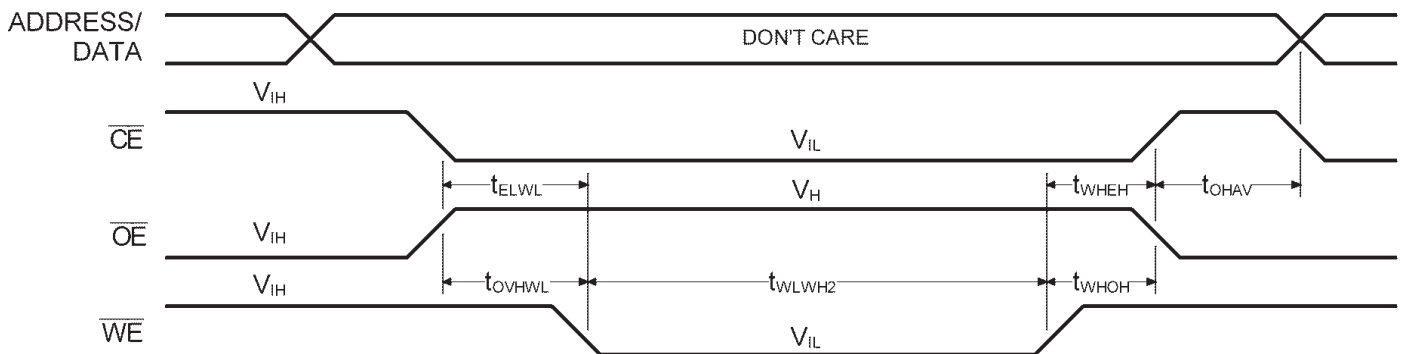 ADDRESS/
DATA
DON'T CARE
VIH
CE
VIL
tELWL
VH
tWHEH
tOHAV
OE
VIH
VIH
tOVHWL
tWLWH2
tWHOH
WE
VIL